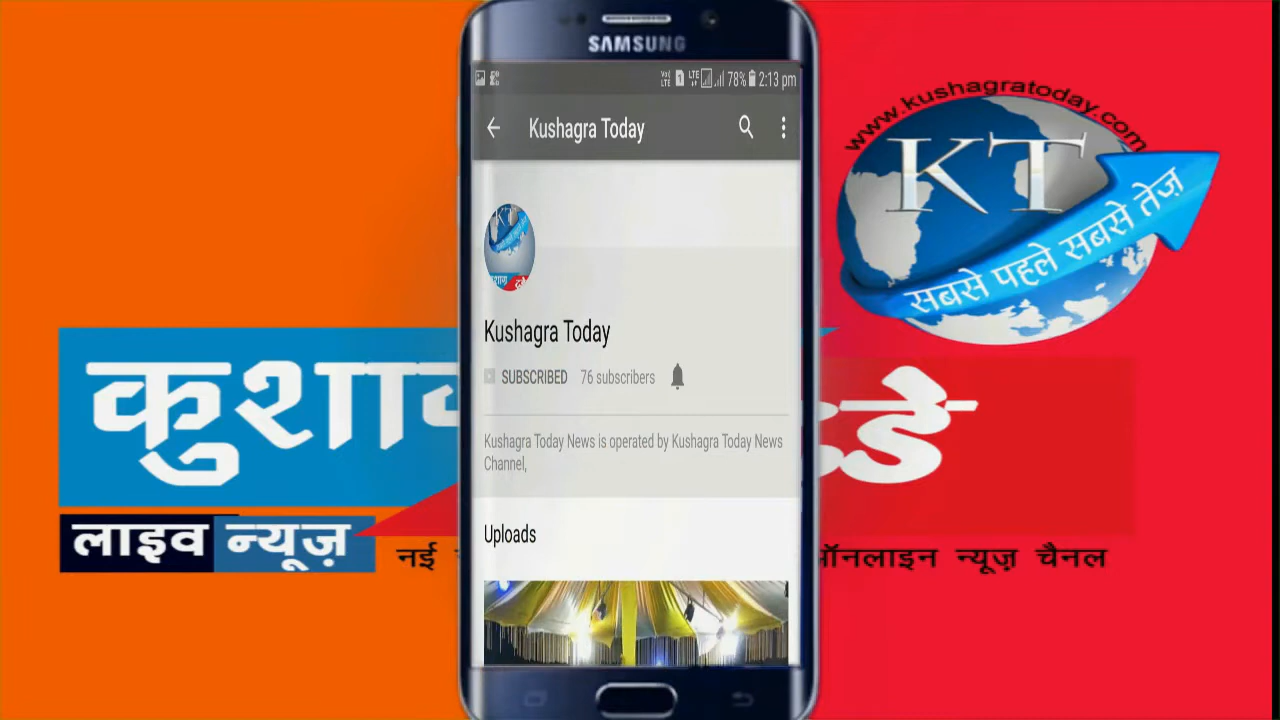 SAMSUNG
78% 2:13 pm
Kushagra Today
www.kushagratoday.com
KT
सबसे पहले सबसे तेज़
Kushagra Today
SUBSCRIBED 76 subscribers
Kushagra Today News is operated by Kushagra Today News
Channel,
Uploads
लाइव न्यूज़
नई
ऑनलाइन न्यूज़ चैनल